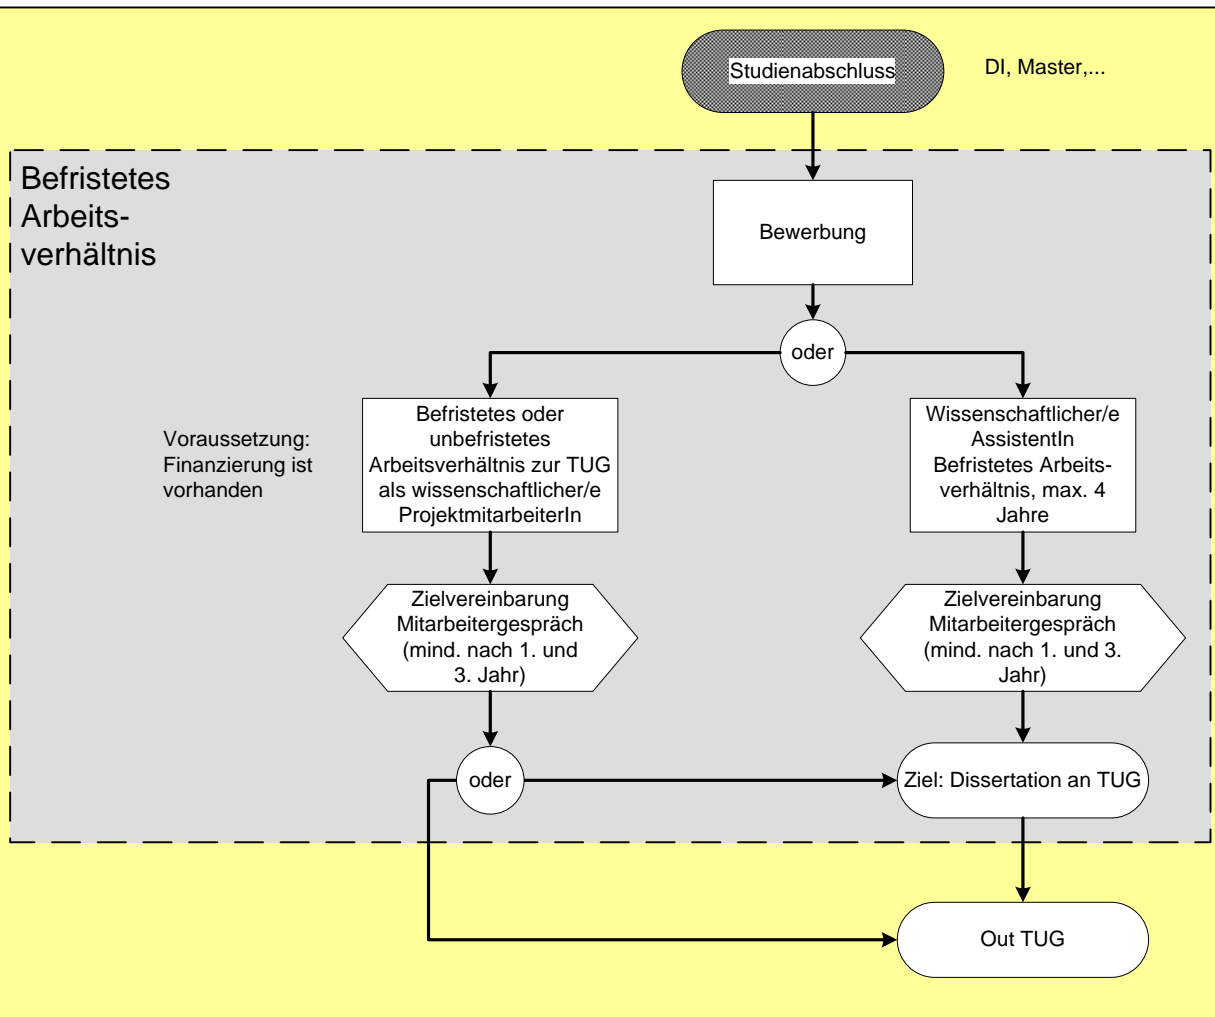 Studienabschluss
DI, Master,...
Befristetes
Arbeits-
verhältnis
Bewerbung
oder
Voraussetzung:
Finanzierung ist
vorhanden
Befristetes oder
unbefristetes
Arbeitsverhältnis zur TUG
als wissenschaftlicher/e
ProjektmitarbeiterIn
Wissenschaftlicher/e
AssistentIn
Befristetes Arbeits-
verhältnis, max. 4
Jahre
Zielvereinbarung
Mitarbeitergespräch
(mind. nach 1. und
3. Jahr)
Zielvereinbarung
Mitarbeitergespräch
(mind. nach 1. und 3.
Jahr)
oder
Ziel: Dissertation an TUG
Out TUG